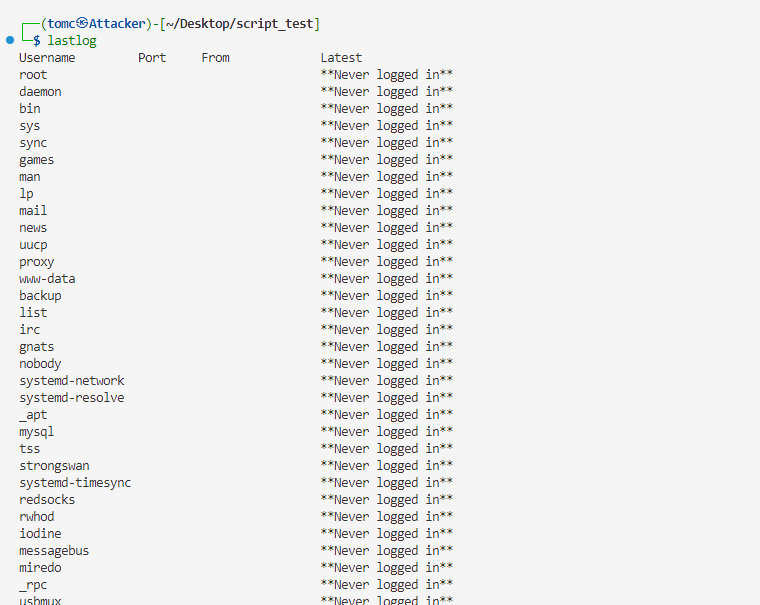 ┌──(tomc㉿Attacker)-[~/Desktop/script_test]
└─$ lastlog
Username         Port     From             Latest
root                                       **Never logged in**
daemon                                     **Never logged in**
bin                                        **Never logged in**
sys                                        **Never logged in**
sync                                       **Never logged in**
games                                      **Never logged in**
man                                        **Never logged in**
lp                                         **Never logged in**
mail                                       **Never logged in**
news                                       **Never logged in**
uucp                                       **Never logged in**
proxy                                      **Never logged in**
www-data                                   **Never logged in**
backup                                     **Never logged in**
list                                       **Never logged in**
irc                                        **Never logged in**
gnats                                      **Never logged in**
nobody                                     **Never logged in**
systemd-network                            **Never logged in**
systemd-resolve                            **Never logged in**
_apt                                       **Never logged in**
mysql                                      **Never logged in**
tss                                        **Never logged in**
strongswan                                 **Never logged in**
systemd-timesync                           **Never logged in**
redsocks                                   **Never logged in**
rwhod                                      **Never logged in**
iodine                                     **Never logged in**
messagebus                                 **Never logged in**
miredo                                     **Never logged in**
_rpc                                       **Never logged in**
usbmux                                     **Never logged in**